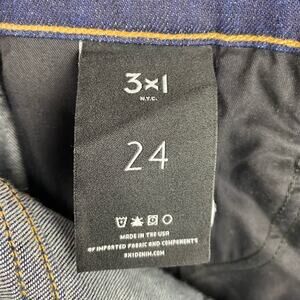 3x1
N.Y.C.
24
MADE IN THE USA
OF IMPORTED FABRIC AND COMPONENTS
3X1DENIM.COM